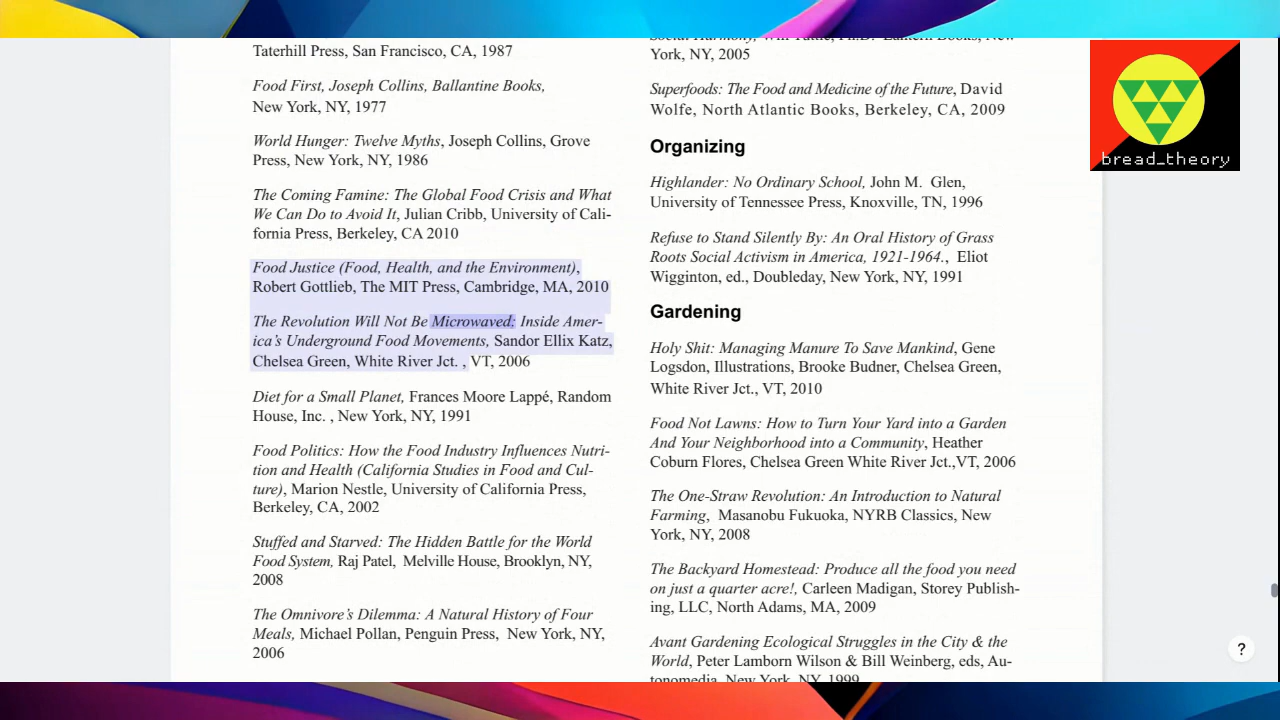 Taterhill Press, San Francisco, CA, 1987
Food First, Joseph Collins, Ballantine Books,
New York, NY, 1977
World Hunger: Twelve Myths, Joseph Collins, Grove
Press, New York, NY, 1986
The Coming Famine: The Global Food Crisis and What
We Can Do to Avoid It, Julian Cribb, University of Cali-
fornia Press, Berkeley, CA 2010
Food Justice (Food, Health, and the Environment),
Robert Gottlieb, The MIT Press, Cambridge, MA, 2010
The Revolution Will Not Be Microwaved: Inside Amer-
ica's Underground Food Movements, Sandor Ellix Katz,
Chelsea Green, White River Jct. , VT, 2006
Diet for a Small Planet, Frances Moore Lappé, Random
House, Inc. , New York, NY, 1991
Food Politics: How the Food Industry Influences Nutri-
tion and Health (California Studies in Food and Cul-
ture), Marion Nestle, University of California Press,
Berkeley, CA, 2002
Stuffed and Starved: The Hidden Battle for the World
Food System, Raj Patel, Melville House, Brooklyn, NY,
2008
The Omnivore's Dilemma: A Natural History of Four
Meals, Michael Pollan, Penguin Press, New York, NY,
2006
Social Harmony, Will Tuttle, Ph.D. Lantern Books, New
York, NY, 2005
Superfoods: The Food and Medicine of the Future, David
Wolfe, North Atlantic Books, Berkeley, CA, 2009
Organizing
Highlander: No Ordinary School, John M. Glen,
University of Tennessee Press, Knoxville, TN, 1996
Refuse to Stand Silently By: An Oral History of Grass
Roots Social Activism in America, 1921-1964., Eliot
Wigginton, ed., Doubleday, New York, NY, 1991
Gardening
Holy Shit: Managing Manure To Save Mankind, Gene
Logsdon, Illustrations, Brooke Budner, Chelsea Green,
White River Jct., VT, 2010
Food Not Lawns: How to Turn Your Yard into a Garden
And Your Neighborhood into a Community, Heather
Coburn Flores, Chelsea Green White River Jct.,VT, 2006
The One-Straw Revolution: An Introduction to Natural
Farming, Masanobu Fukuoka, NYRB Classics, New
York, NY, 2008
The Backyard Homestead: Produce all the food you need
on just a quarter acre!, Carleen Madigan, Storey Publish-
ing, LLC, North Adams, MA, 2009
Avant Gardening Ecological Struggles in the City & the
World, Peter Lamborn Wilson & Bill Weinberg, eds, Au-
tonomedia, New York, NY, 1999
bread_theory
?